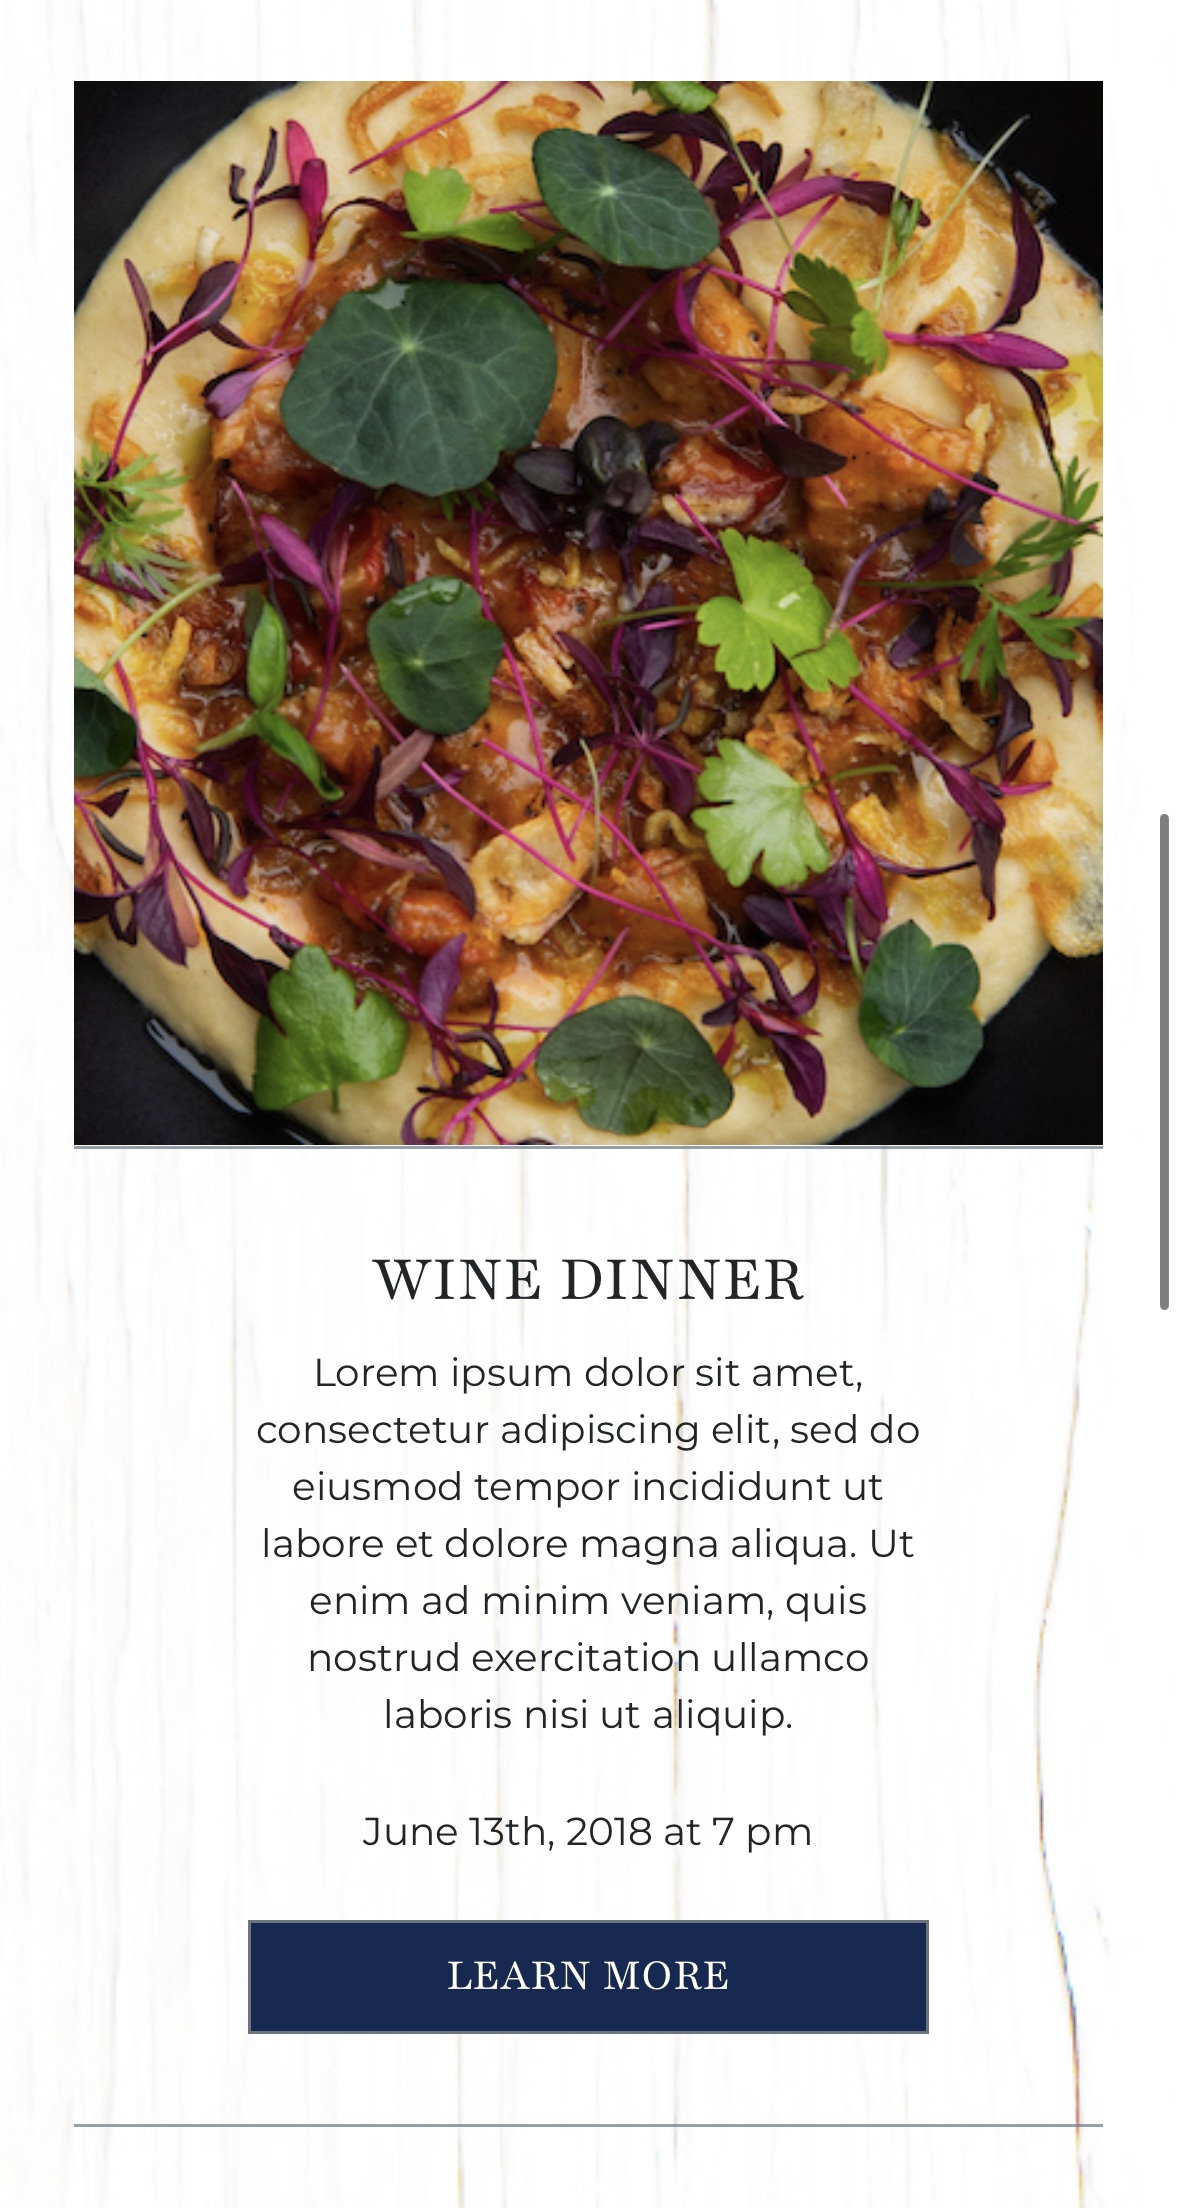 WINE DINNER
Lorem ipsum dolor sit amet,
consectetur adipiscing elit, sed do
eiusmod tempor incididunt ut
labore et dolore magna aliqua. Ut
enim ad minim veniam, quis
nostrud exercitation ullamco
laboris nisi ut aliquip.
June 13th, 2018 at 7 pm
LEARN MORE